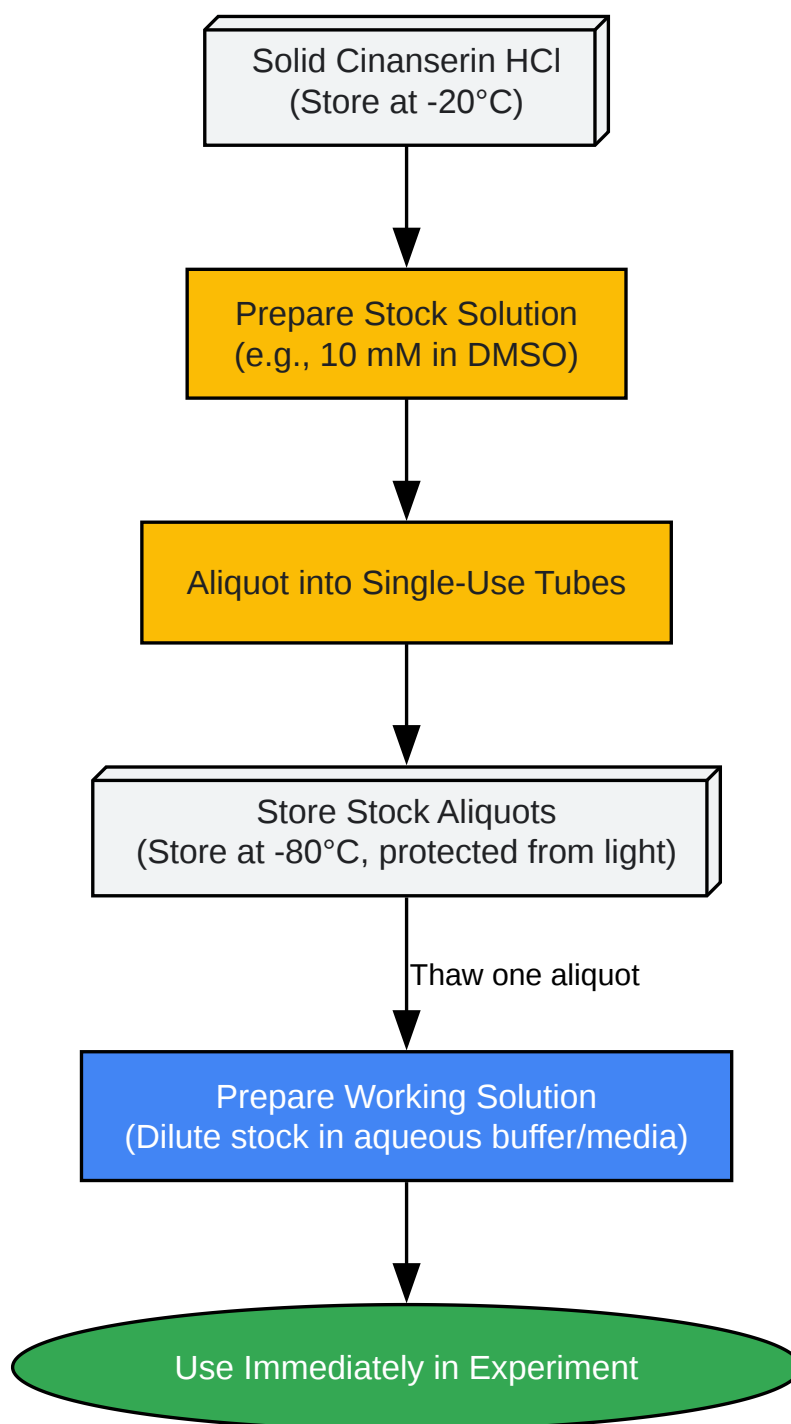 Solid Cinanserin HCl
(Store at -20°C)
Prepare Stock Solution
(e.g., 10 mM in DMSO)
Aliquot into Single-Use Tubes
Store Stock Aliquots
(Store at -80°C, protected from light)
Thaw one aliquot
Prepare Working Solution
(Dilute stock in aqueous buffer/media)
Use Immediately in Experiment